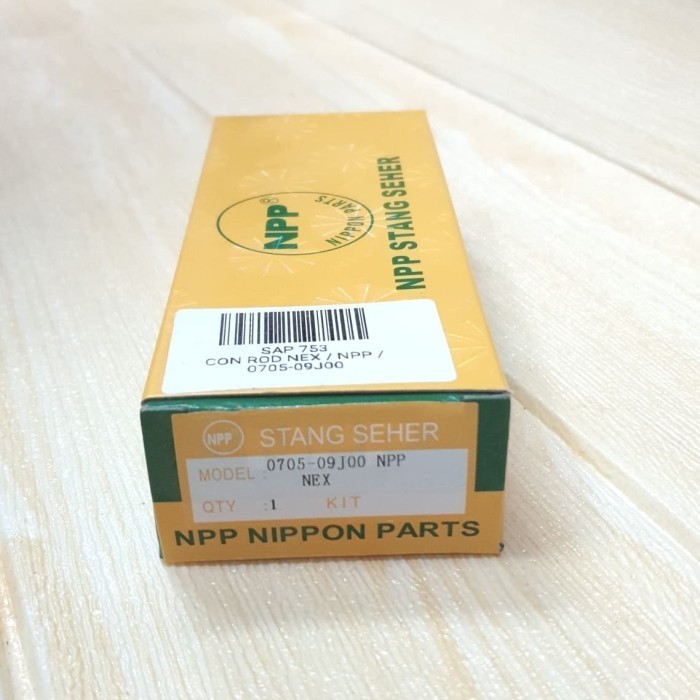 NPP®
NIPPON PARTS
NPP STANG SEHER
SAP 753
CON ROD NEX / NPP /
0705-09J00
NPP STANG SEHER
MODEL : 0705-09J00 NPP
NEX
QTY :1 KIT
NPP NIPPON PARTS